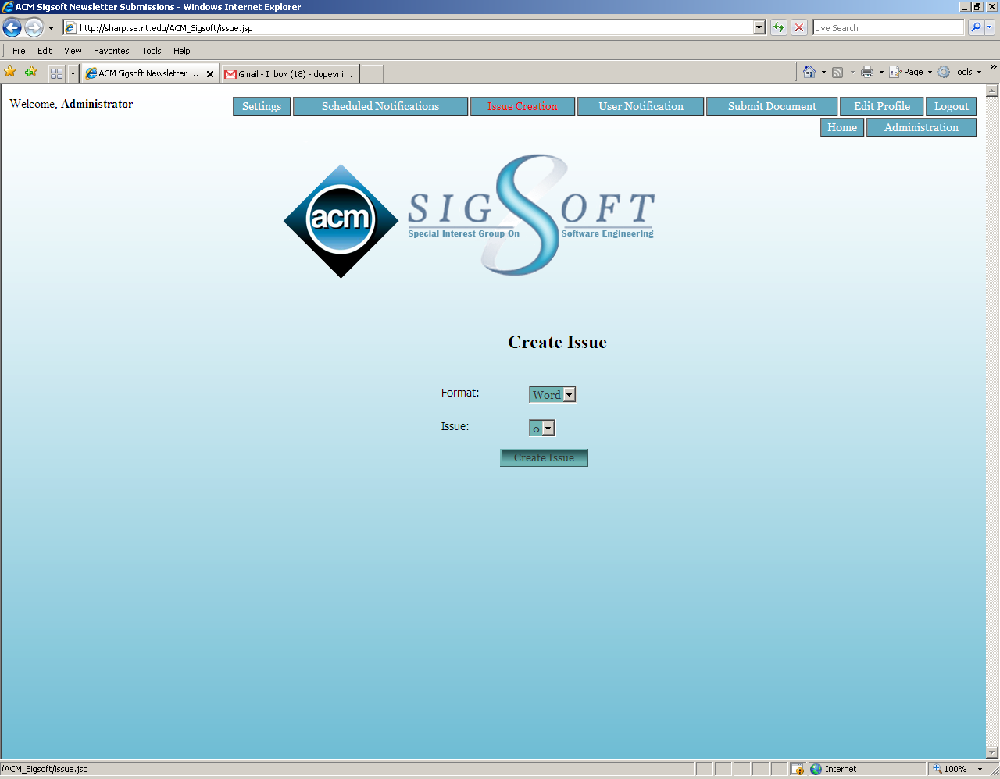 ACM Sigsoft Newsletter Submissions - Windows Internet Explorer
http://sharp.se.rit.edu/ACM_Sigsoft/issue.jsp
Live Search
File Edit View Favorites Tools Help
ACM Sigsoft Newsletter ...
Gmail - Inbox (18) - dopeyni...
Page Tools
Welcome, Administrator
Settings Scheduled Notifications Issue Creation User Notification Submit Document Edit Profile Logout
Home Administration
acm
SIGSOFT
Special Interest Group On Software Engineering
Create Issue
Format: Word
Issue: 0
Create Issue
/ACM_Sigsoft/issue.jsp
Internet
100%